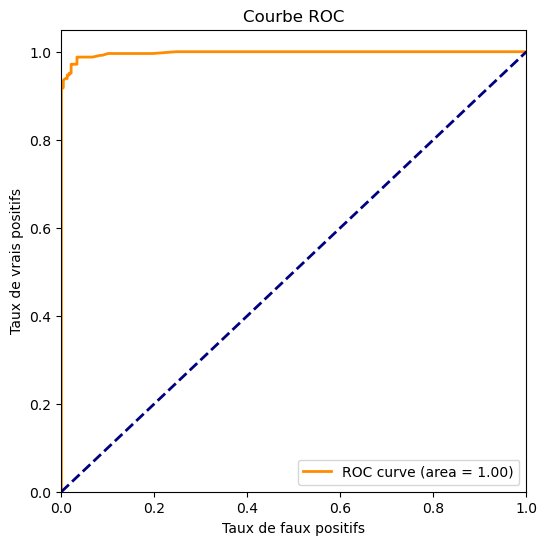 Courbe ROC
1.0
0.8
0.6
0.4
0.2
0.0
Taux de vrais positifs
ROC curve (area = 1.00)
0.0 0.2 0.4 0.6 0.8 1.0
Taux de faux positifs